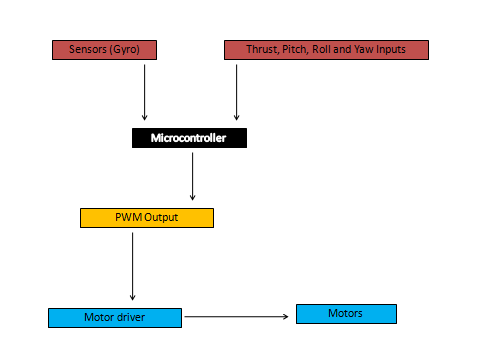 Sensors (Gyro)
Thrust, Pitch, Roll and Yaw Inputs
Microcontroller
PWM Output
Motor driver
Motors